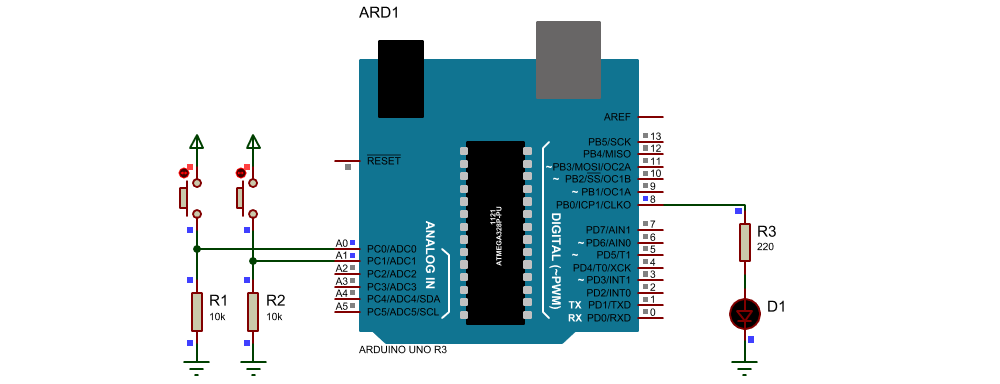 ARD1
AREF
RESET
PB5/SCK 13
PB4/MISO 12
~PB3/MOSI/OC2A 11
~ PB2/SS/OC1B 10
~ PB1/OC1A 9
PB0/ICP1/CLKO 8
PD7/AIN1 7
~ PD6/AIN0 6
~ PD5/T1 5
PD4/T0/XCK 4
~ PD3/INT1 3
PD2/INT0 2
TX PD1/TXD 1
RX PD0/RXD 0
DIGITAL (~PWM)
ANALOG IN
1121
ATMEGA328P-PU
A0 PC0/ADC0
A1 PC1/ADC1
A2 PC2/ADC2
A3 PC3/ADC3
A4 PC4/ADC4/SDA
A5 PC5/ADC5/SCL
R1
10k
R2
10k
R3
220
D1
ARDUINO UNO R3